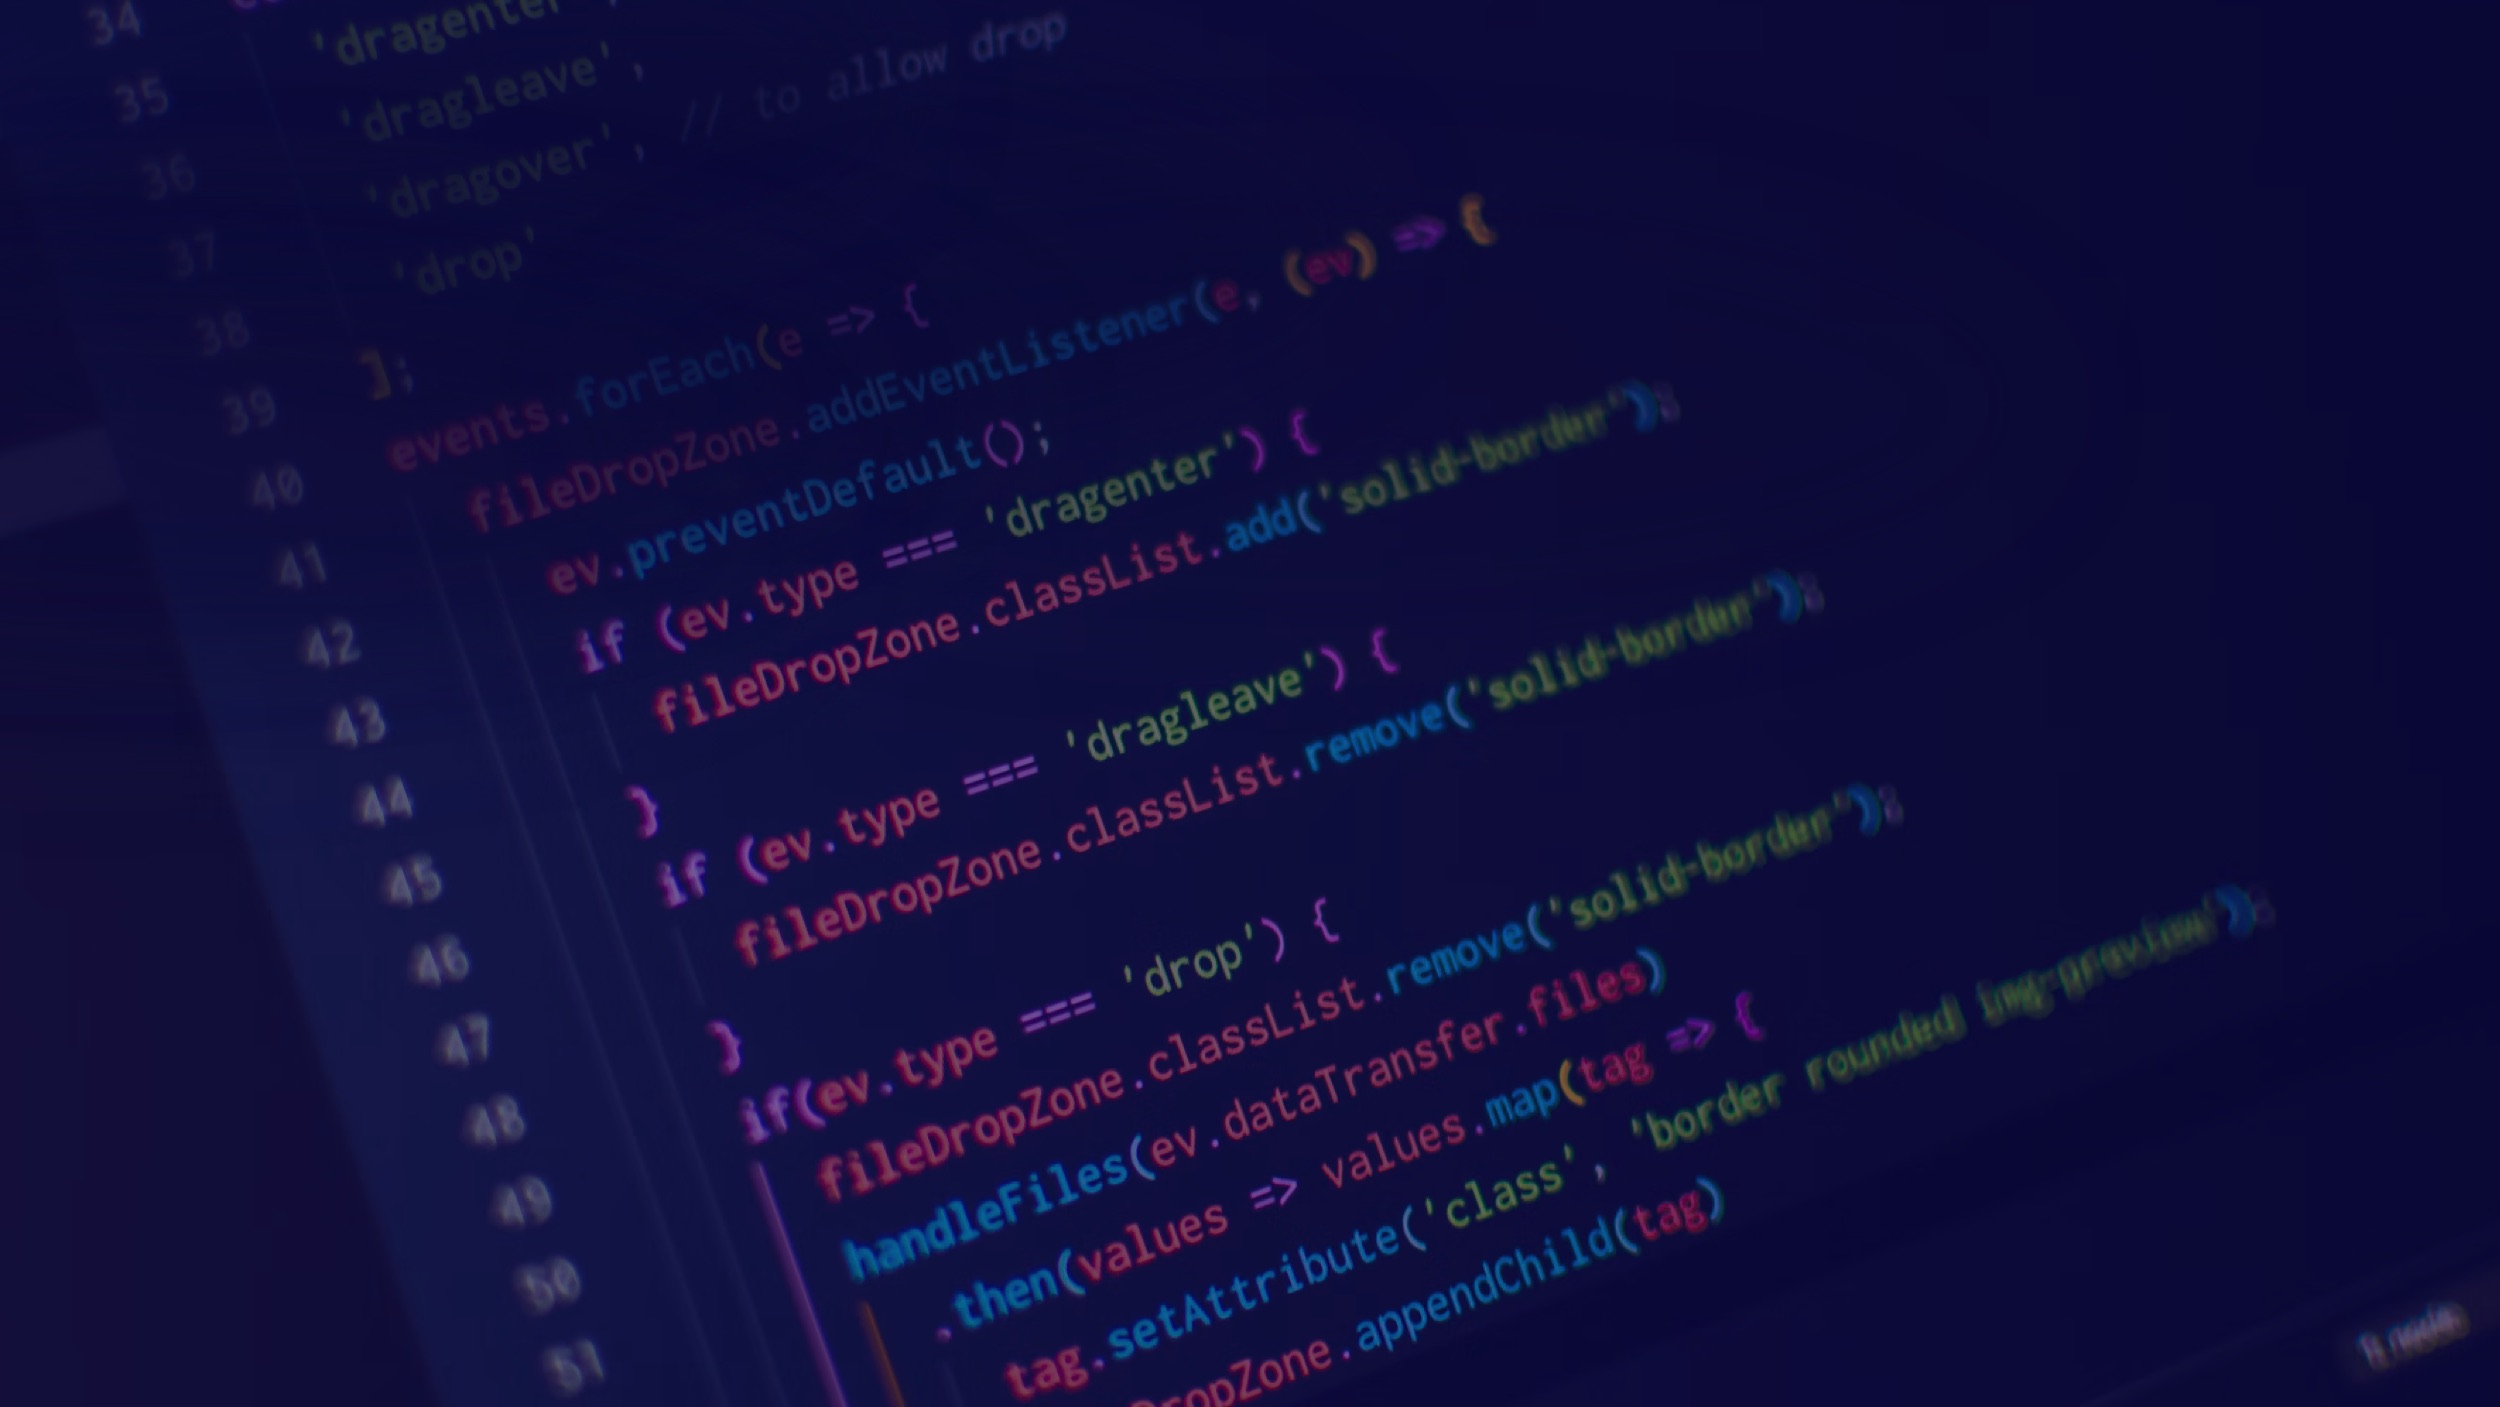 34
'dragenter',
35 'dragleave',
36 'dragover', // to allow drop
37 'drop'
38 ];
39 events.forEach(e => {
40 fileDropZone.addEventListener(e, (ev) => {
41 ev.preventDefault();
42 if (ev.type === 'dragenter') {
43 fileDropZone.classList.add('solid-border');
44 }
45 if (ev.type === 'dragleave') {
46 fileDropZone.classList.remove('solid-border');
47 }
48 if(ev.type === 'drop') {
49 fileDropZone.classList.remove('solid-border');
50 handleFiles(ev.dataTransfer.files)
51 .then(values => values.map(tag => {
tag.setAttribute('class', 'border rounded img-preview');
DropZone.appendChild(tag)